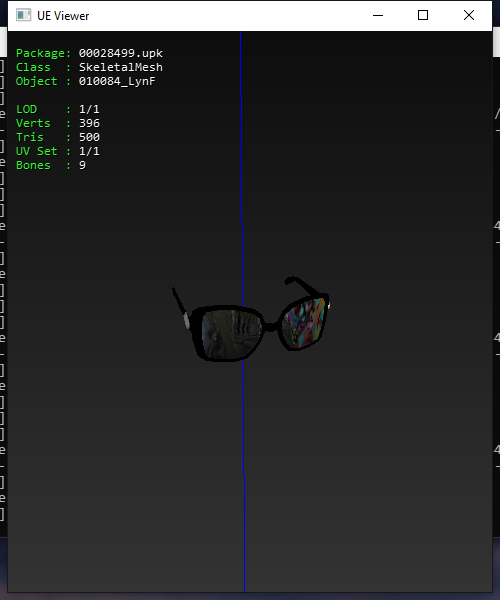 UE Viewer
Package: 00028499.upk
Class  : SkeletalMesh
Object : 010084_LynF
LOD    : 1/1
Verts  : 396
Tris   : 500
UV Set : 1/1
Bones  : 9